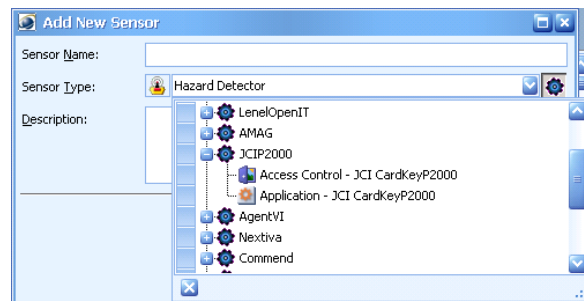 Add New Sensor
Sensor Name:
Sensor Type:
Hazard Detector
Description:
LenelOpenIT
AMAG
JCIP2000
Access Control - JCI CardKeyP2000
Application - JCI CardKeyP2000
AgentVI
Nextiva
Commend